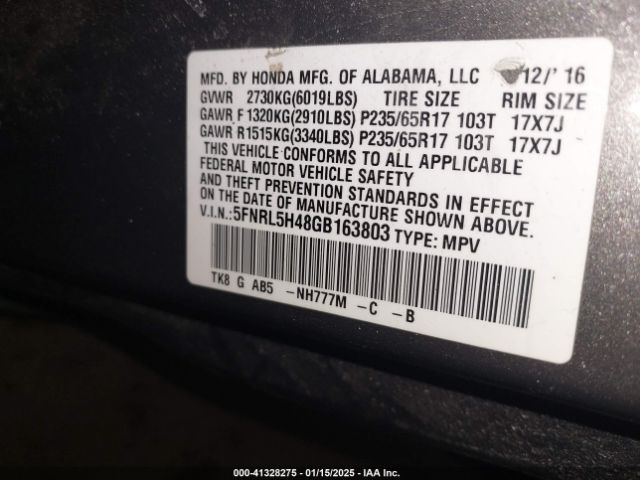 MFD. BY HONDA MFG. OF ALABAMA, LLC 12/' 16
GVWR 2730KG(6019LBS) TIRE SIZE RIM SIZE
GAWR F1320KG(2910LBS) P235/65R17 103T 17X7J
GAWR R1515KG(3340LBS) P235/65R17 103T 17X7J
THIS VEHICLE CONFORMS TO ALL APPLICABLE
FEDERAL MOTOR VEHICLE SAFETY
AND THEFT PREVENTION STANDARDS IN EFFECT
ON THE DATE OF MANUFACTURE SHOWN ABOVE.
V.I.N.:5FNRL5H48GB163803 TYPE: MPV
TK8 G AB5 -NH777M -C -B
000-41328275 - 01/15/2025 - IAA Inc.